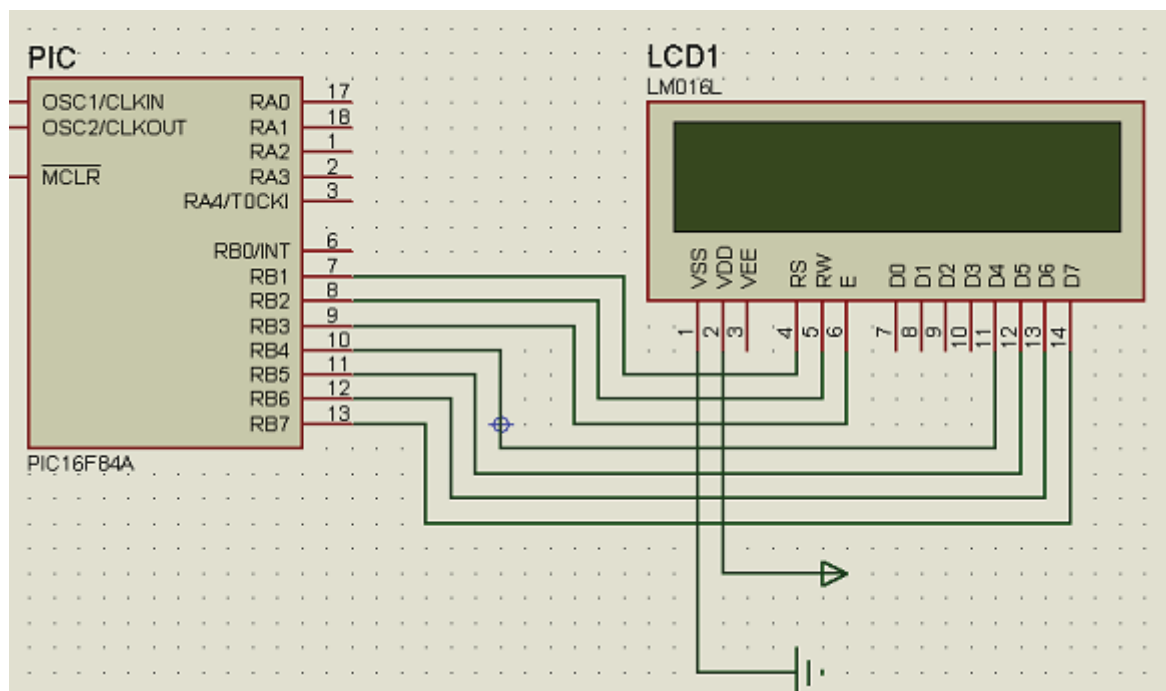 PIC
OSC1/CLKIN
OSC2/CLKOUT
MCLR
RA0 17
RA1 18
RA2 1
RA3 2
RA4/T0CKI 3
RB0/INT 6
RB1 7
RB2 8
RB3 9
RB4 10
RB5 11
RB6 12
RB7 13
PIC16F84A
LCD1
LM016L
VSS VDD VEE RS RW E D0 D1 D2 D3 D4 D5 D6 D7
1 2 3 4 5 6 7 8 9 10 11 12 13 14